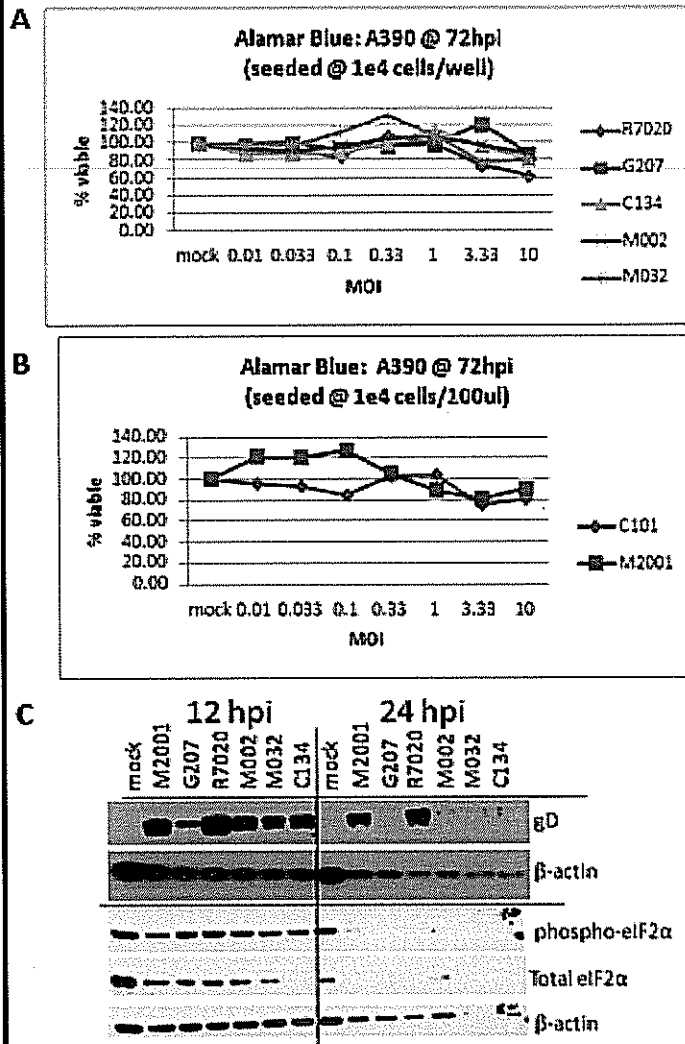 A
Alamar Blue: A390 @ 72hpi
(seeded @ 1e4 cells/well)
140.00
120.00
100.00
80.00
60.00
40.00
20.00
0.00
% viable
mock 0.01 0.033 0.1 0.33 1 3.33 10
MOI
R7020
G207
C134
M002
M032
B
Alamar Blue: A390 @ 72hpi
(seeded @ 1e4 cells/100ul)
140.00
120.00
100.00
80.00
60.00
40.00
20.00
0.00
% viable
mock 0.01 0.033 0.1 0.33 1 3.33 10
MOI
C101
M2001
C
12 hpi 24 hpi
mock M2001 G207 R7020 M002 M032 C134 mock M2001 G207 R7020 M002 M032 C134
gD
β-actin
phospho-eIF2α
Total eIF2α
β-actin